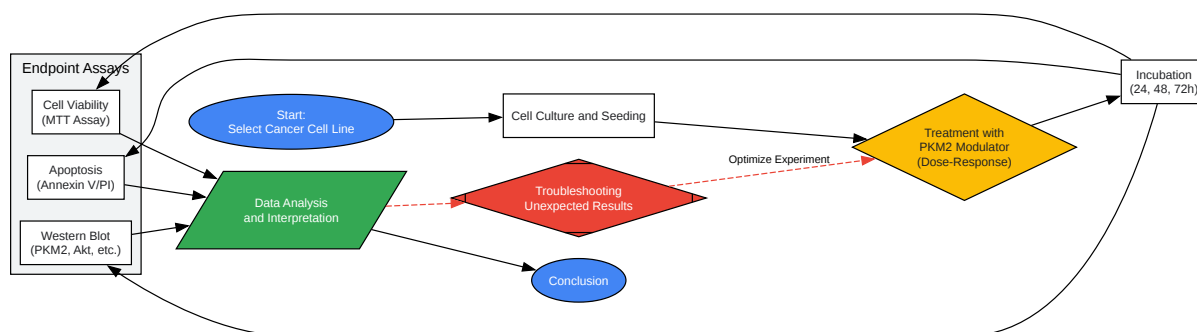 Endpoint Assays
Cell Viability
(MTT Assay)
Apoptosis
(Annexin V/PI)
Western Blot
(PKM2, Akt, etc.)
Start:
Select Cancer Cell Line
Data Analysis
and Interpretation
Cell Culture and Seeding
Troubleshooting
Unexpected Results
Conclusion
Optimize Experiment
Treatment with
PKM2 Modulator
(Dose-Response)
Incubation
(24, 48, 72h)